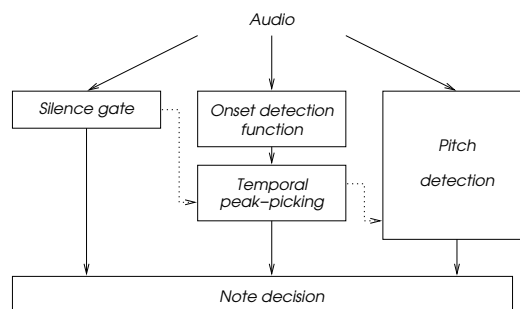 Audio
Silence gate
Onset detection
function
Temporal
peak–picking
Pitch
detection
Note decision